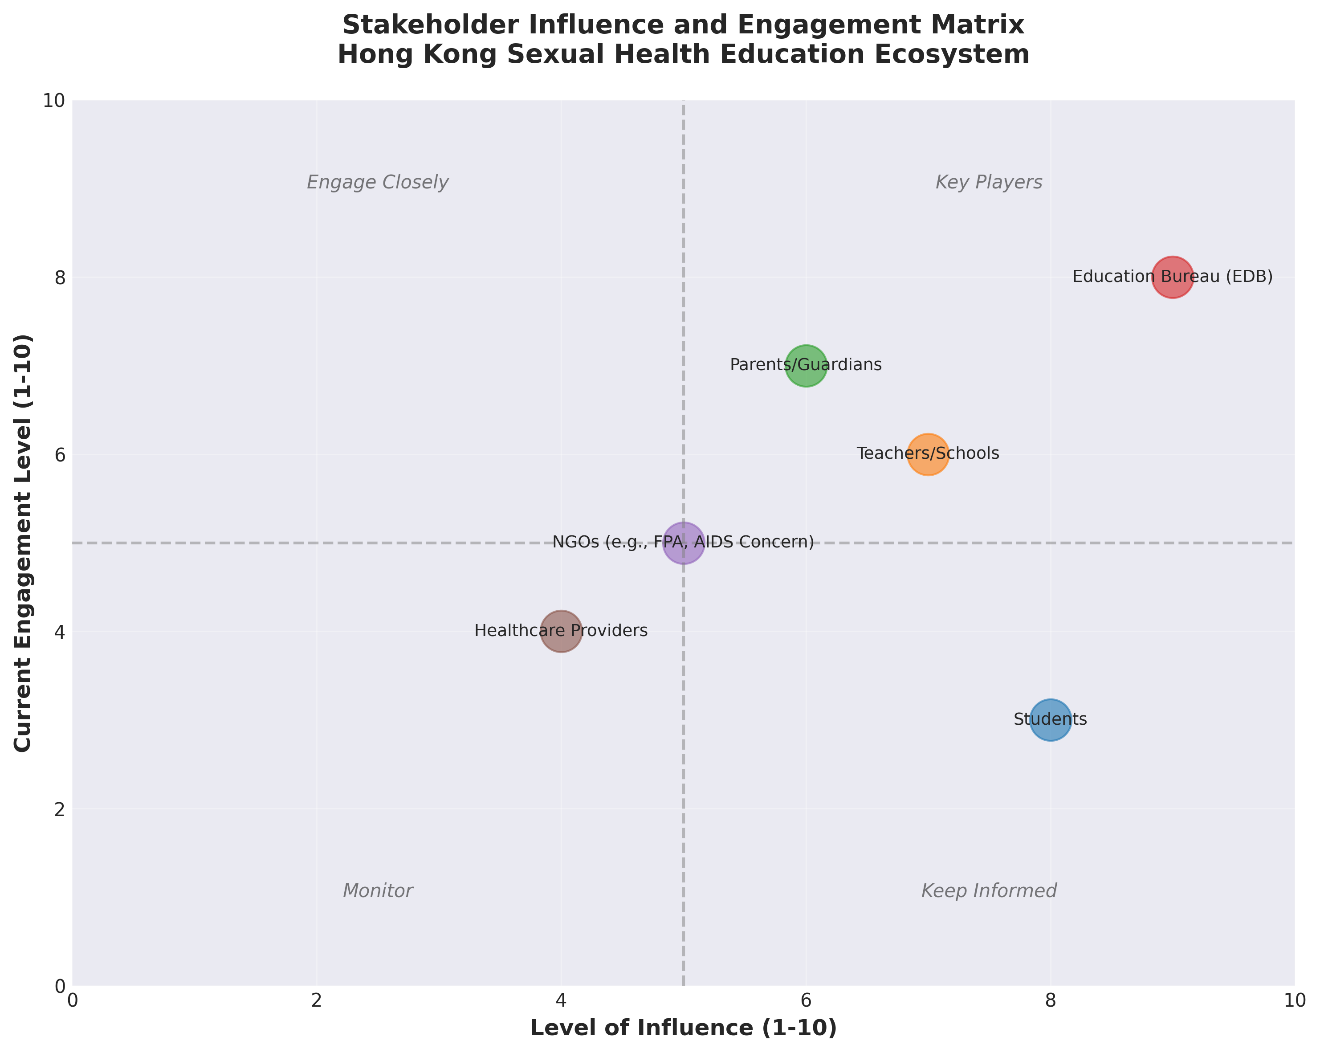 Stakeholder Influence and Engagement Matrix
Hong Kong Sexual Health Education Ecosystem
10
Engage Closely
Key Players
8
Education Bureau (EDB)
Parents/Guardians
6
Teachers/Schools
NGOs (e.g., FPA, AIDS Concern)
4
Healthcare Providers
Students
2
Monitor
Keep Informed
0
Current Engagement Level (1-10)
0 2 4 6 8 10
Level of Influence (1-10)